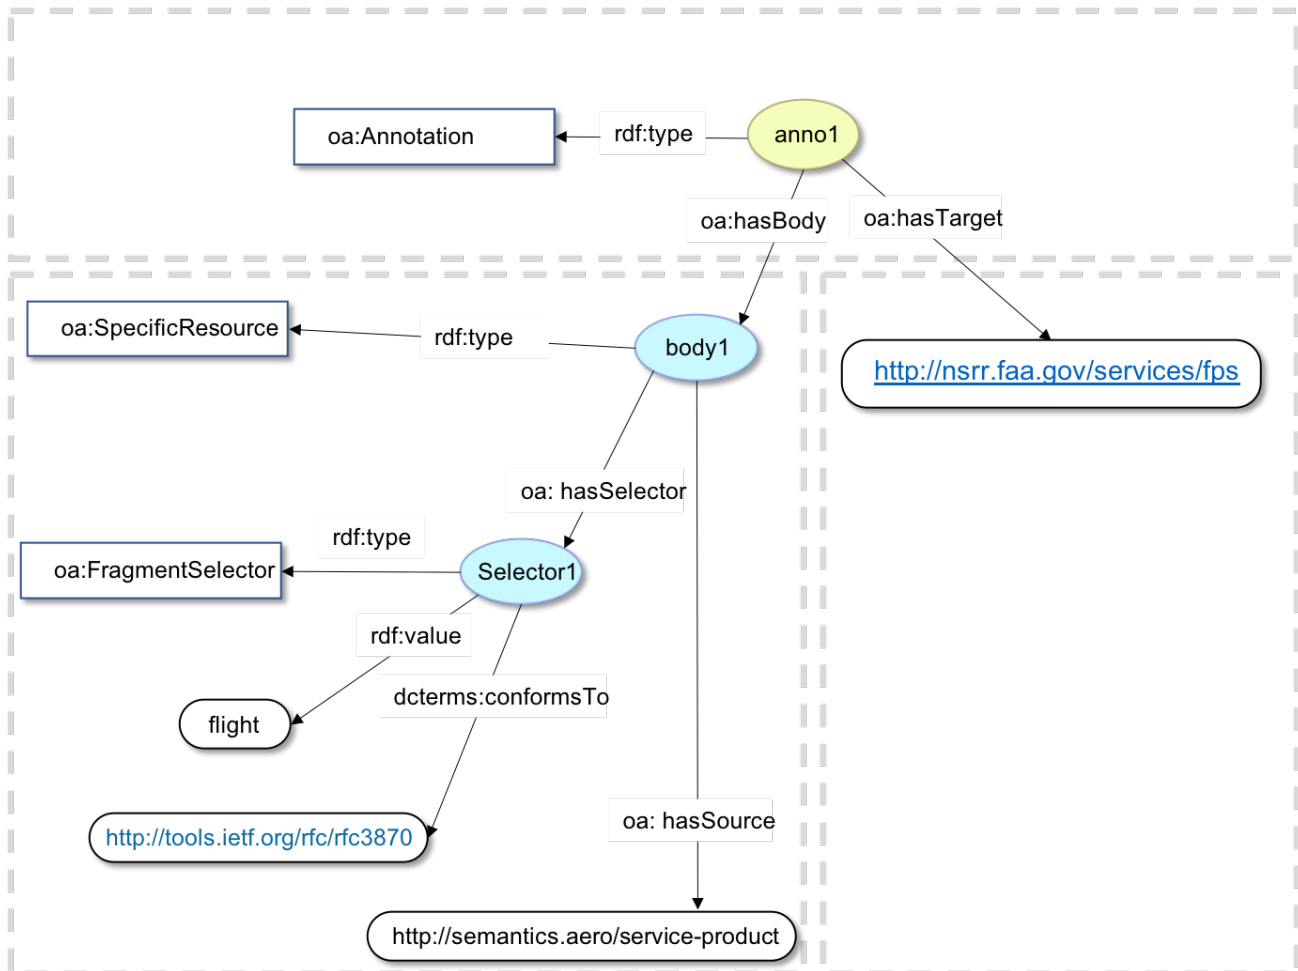 oa:Annotation
rdf:type
anno1
oa:hasBody
oa:hasTarget
oa:SpecificResource
rdf:type
body1
http://nsrr.faa.gov/services/fps
oa: hasSelector
rdf:type
oa:FragmentSelector
Selector1
rdf:value
dcterms:conformsTo
flight
oa: hasSource
http://tools.ietf.org/rfc/rfc3870
http://semantics.aero/service-product